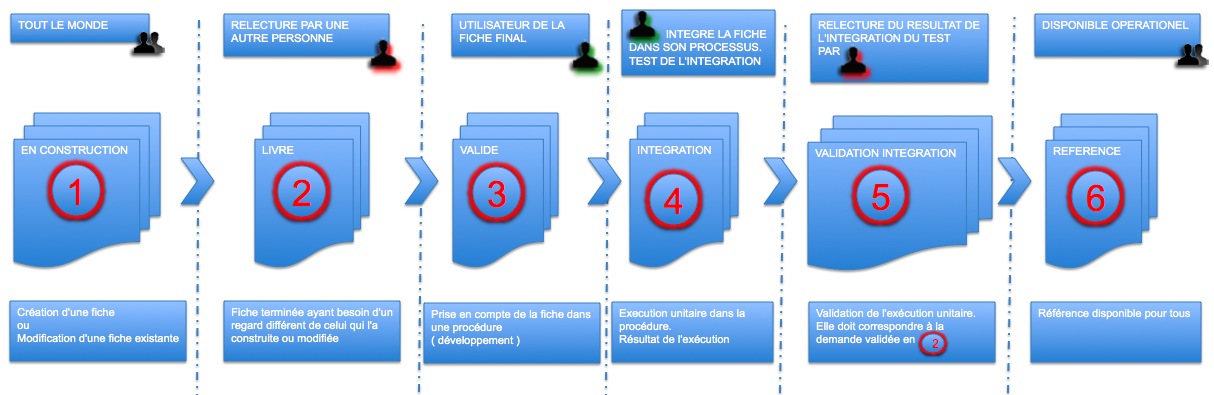 TOUT LE MONDE
RELECTURE PAR UNE
AUTRE PERSONNE
UTILISATEUR DE LA
FICHE FINAL
INTEGRE LA FICHE
DANS SON PROCESSUS.
TEST DE L'INTEGRATION
RELECTURE DU RESULTAT DE
L'INTEGRATION DU TEST
PAR
DISPONIBLE OPERATIONEL
EN CONSTRUCTION
1
LIVRE
2
VALIDE
3
INTEGRATION
4
VALIDATION INTEGRATION
5
REFERENCE
6
Création d'une fiche
ou
Modification d'une fiche existante
Fiche terminée ayant besoin d'un
regard différent de celui qui l'a
construite ou modifiée
Prise en compte de la fiche dans
une procédure
( développement )
Execution unitaire dans la
procédure.
Résultat de l'exécution
Validation de l'exécution unitaire.
Elle doit correspondre à la
demande validée en 2
Référence disponible pour tous